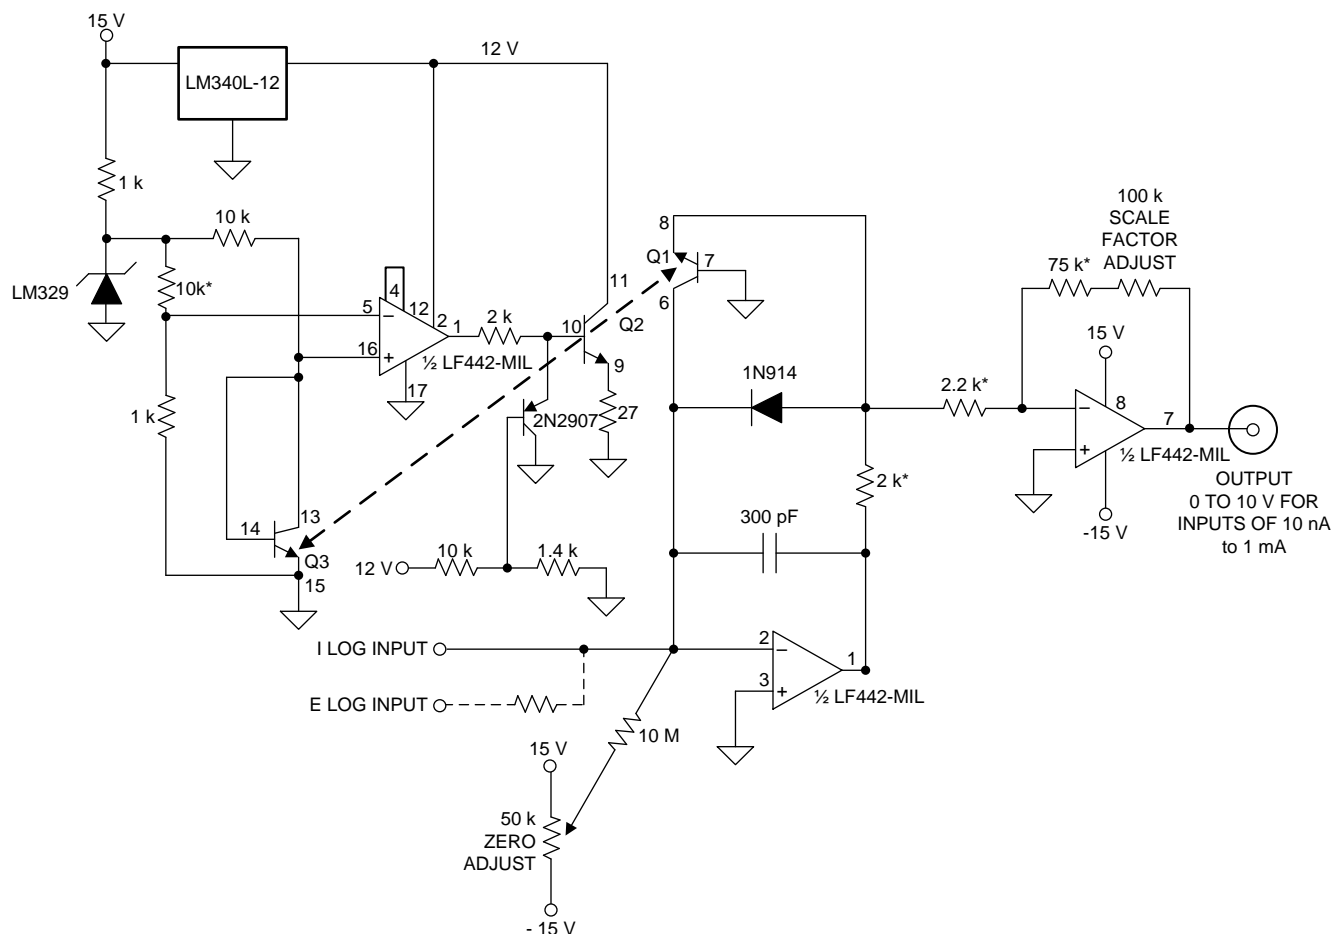 15 V
LM340L-12
12 V
1 k
10 k
LM329
10k*
5
4
12
2
1
16
17
½ LF442-MIL
2 k
10
11
Q2
9
27
2N2907
1 k
14
13
Q3
15
12 V
10 k
1.4 k
8
Q1
7
6
1N914
2.2 k*
2 k*
300 pF
100 k
SCALE
FACTOR
ADJUST
75 k*
15 V
8
7
½ LF442-MIL
-15 V
OUTPUT
0 TO 10 V FOR
INPUTS OF 10 nA
to 1 mA
I LOG INPUT
E LOG INPUT
2
3
1
½ LF442-MIL
10 M
15 V
50 k
ZERO
ADJUST
- 15 V